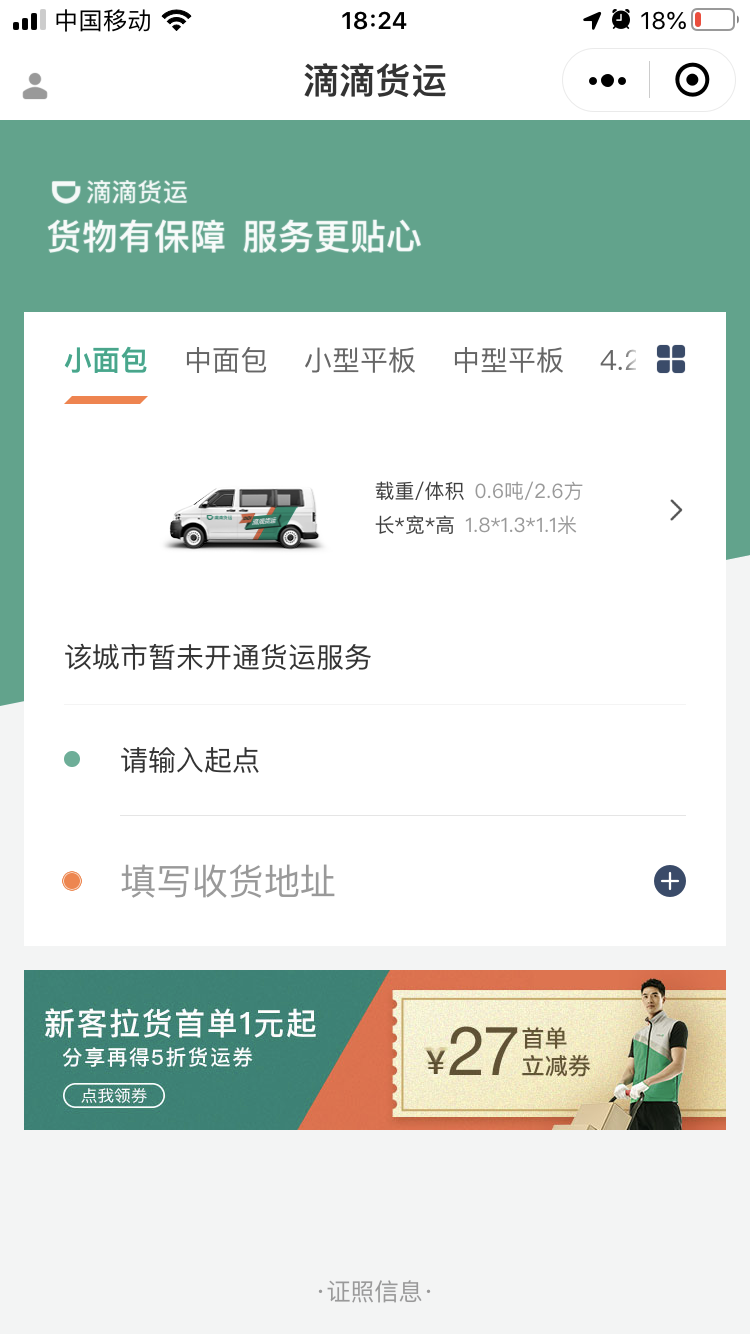 中国移动
18:24
18%
滴滴货运
滴滴货运
货物有保障 服务更贴心
小面包 中面包 小型平板 中型平板 4.2
载重/体积 0.6吨/2.6方
长*宽*高 1.8*1.3*1.1米
该城市暂未开通货运服务
请输入起点
填写收货地址
新客拉货首单1元起
分享再得5折货运券
点我领券
¥27首单
立减券
·证照信息·